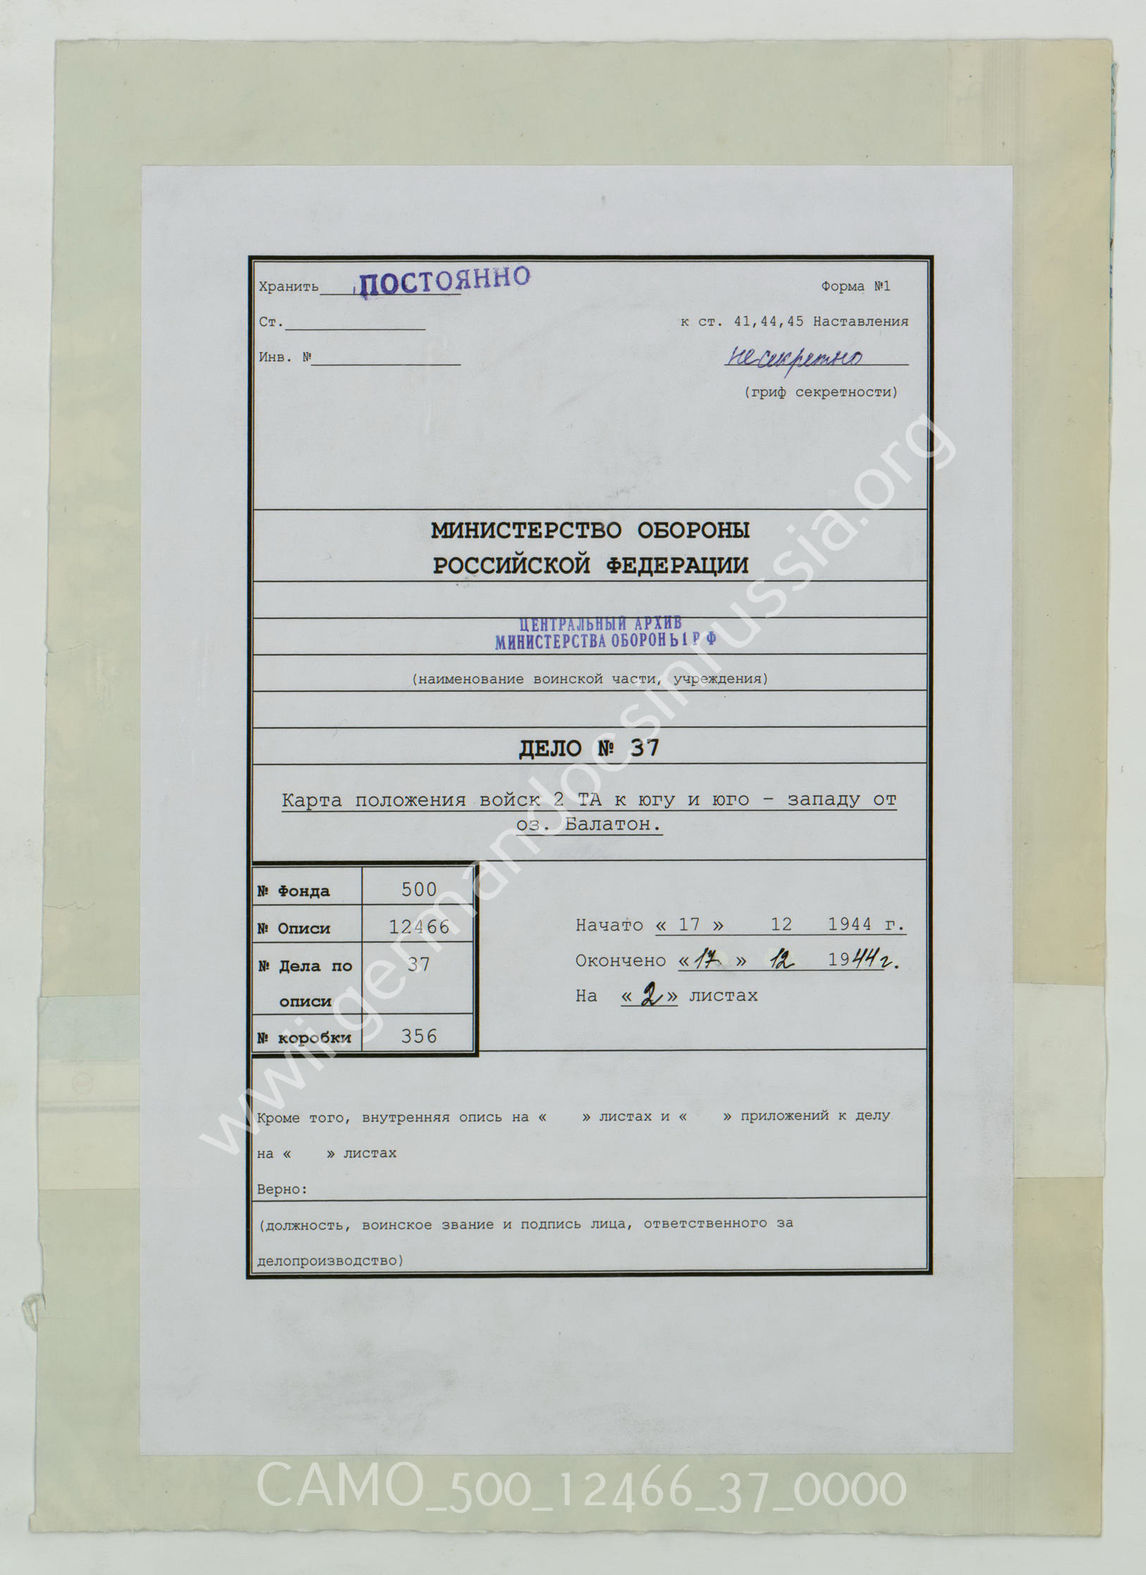 Хранить ПОСТОЯННО
Форма №1
Ст.
к ст. 41,44,45 Наставления
Инв. №
несекретно
(гриф секретности)
МИНИСТЕРСТВО ОБОРОНЫ
РОССИЙСКОЙ ФЕДЕРАЦИИ
ЦЕНТРАЛЬНЫЙ АРХИВ
МИНИСТЕРСТВА ОБОРОНЫ РФ
(наименование воинской части, учреждения)
ДЕЛО № 37
Карта положения войск 2 ТА к югу и юго – западу от
оз. Балатон.
№ Фонда 500
№ Описи 12466
№ Дела по 37
описи
№ коробки 356
Начато « 17 » 12 1944 г.
Окончено «17 » 12 1944г.
На « 2 » листах
Кроме того, внутренняя опись на « » листах и « » приложений к делу
на « » листах
Верно:
(должность, воинское звание и подпись лица, ответственного за
делопроизводство)
www.germandocsinrussia.org
CAMO_500_12466_37_0000